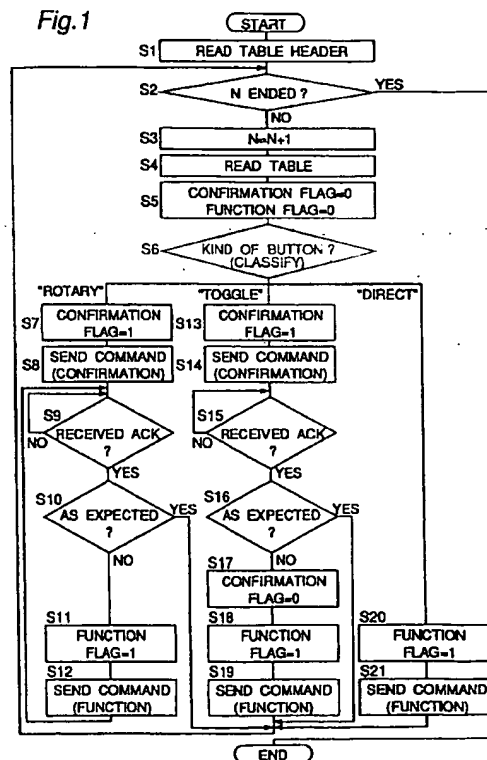 Fig.1
START
S1 READ TABLE HEADER
S2 N ENDED ? YES
NO
S3 N=N+1
S4 READ TABLE
S5 CONFIRMATION FLAG=0
FUNCTION FLAG=0
S6 KIND OF BUTTON ?
(CLASSIFY)
"ROTARY" "TOGGLE" "DIRECT"
S7 CONFIRMATION
FLAG=1
S13 CONFIRMATION
FLAG=1
S8 SEND COMMAND
(CONFIRMATION)
S14 SEND COMMAND
(CONFIRMATION)
S9
RECEIVED ACK
?
NO
YES
S15
RECEIVED ACK
?
NO
YES
S10
AS EXPECTED
?
YES
NO
S16
AS EXPECTED
?
YES
NO
S17
CONFIRMATION
FLAG=0
S11
FUNCTION
FLAG=1
S18
FUNCTION
FLAG=1
S20
FUNCTION
FLAG=1
S12
SEND COMMAND
(FUNCTION)
S19
SEND COMMAND
(FUNCTION)
S21
SEND COMMAND
(FUNCTION)
END